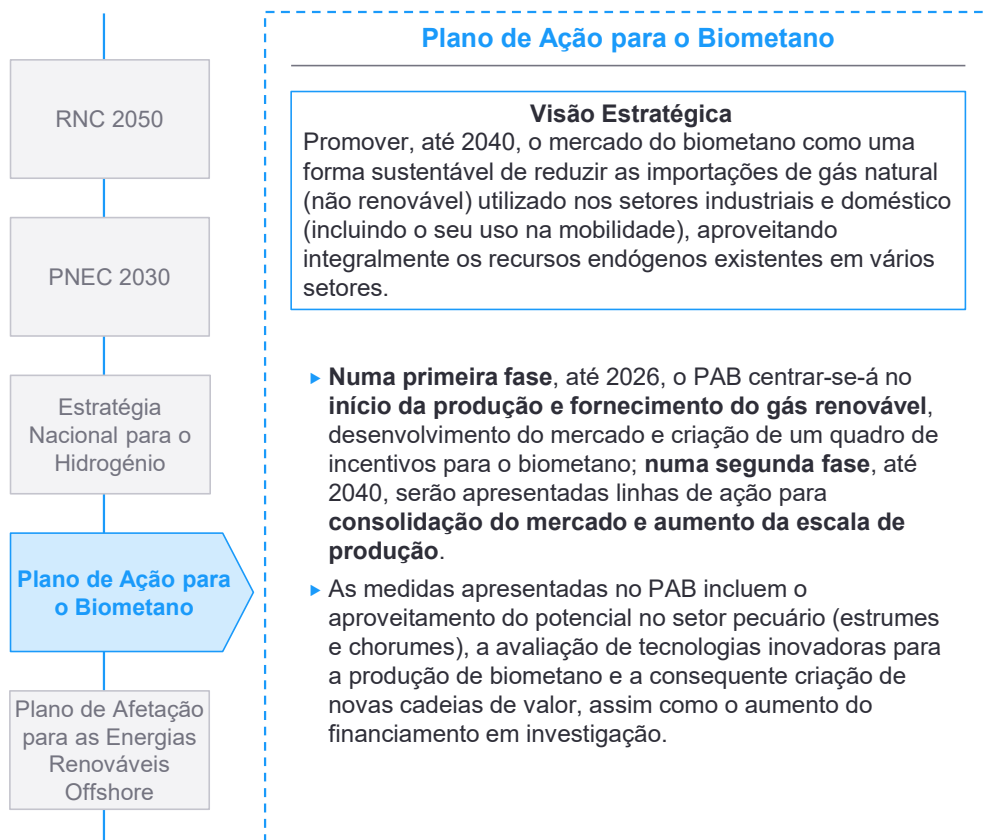 RNC 2050
PNEC 2030
Estratégia
Nacional para o
Hidrogénio
Plano de Ação para
o Biometano
Plano de Afetação
para as Energias
Renováveis
Offshore
Plano de Ação para o Biometano
Visão Estratégica
Promover, até 2040, o mercado do biometano como uma
forma sustentável de reduzir as importações de gás natural
(não renovável) utilizado nos setores industriais e doméstico
(incluindo o seu uso na mobilidade), aproveitando
integralmente os recursos endógenos existentes em vários
setores.
Numa primeira fase, até 2026, o PAB centrar-se-á no
início da produção e fornecimento do gás renovável,
desenvolvimento do mercado e criação de um quadro de
incentivos para o biometano; numa segunda fase, até
2040, serão apresentadas linhas de ação para
consolidação do mercado e aumento da escala de
produção.
As medidas apresentadas no PAB incluem o
aproveitamento do potencial no setor pecuário (estrumes
e chorumes), a avaliação de tecnologias inovadoras para
a produção de biometano e a consequente criação de
novas cadeias de valor, assim como o aumento do
financiamento em investigação.